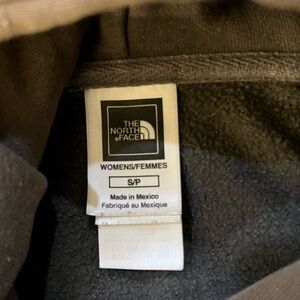 THE
NORTH
FACE
WOMENS/FEMMES
S/P
Made in Mexico
Fabriqué au Mexique